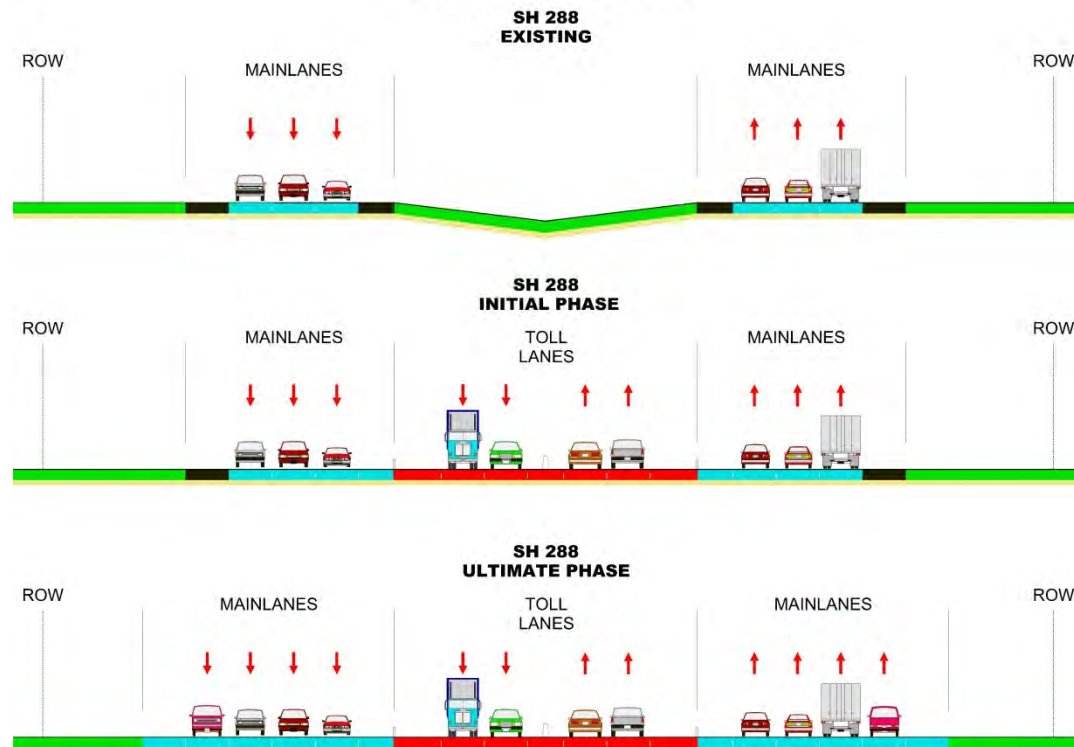 SH 288
EXISTING
ROW
MAINLANES
MAINLANES
ROW
SH 288
INITIAL PHASE
ROW
MAINLANES
TOLL
LANES
MAINLANES
ROW
SH 288
ULTIMATE PHASE
ROW
MAINLANES
TOLL
LANES
MAINLANES
ROW